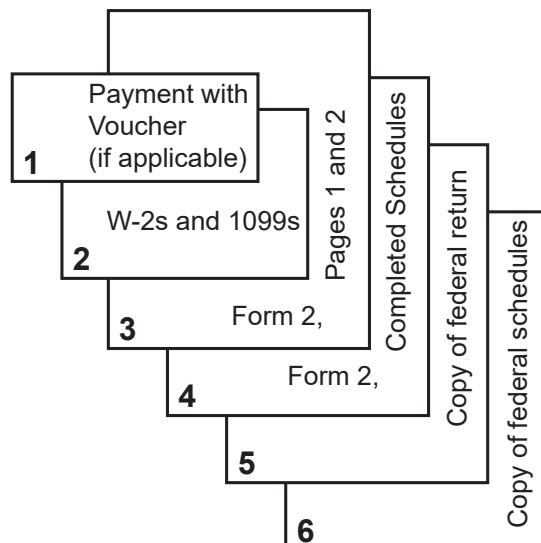 Payment with
Voucher
(if applicable)
1
W-2s and 1099s
2
Form 2,
Pages 1 and 2
3
Form 2,
Completed Schedules
4
Copy of federal return
5
Copy of federal schedules
6